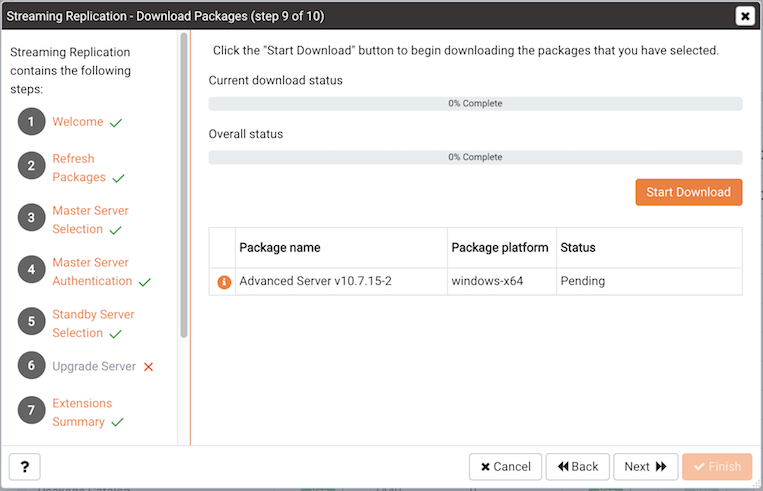 Streaming Replication - Download Packages (step 9 of 10)
Streaming Replication
contains the following
steps:
1 Welcome
2 Refresh
Packages
3 Master Server
Selection
4 Master Server
Authentication
5 Standby Server
Selection
6 Upgrade Server
7 Extensions
Summary
Click the "Start Download" button to begin downloading the packages that you have selected.
Current download status
0% Complete
Overall status
0% Complete
Start Download
Package name Package platform Status
Advanced Server v10.7.15-2 windows-x64 Pending
? Cancel Back Next Finish